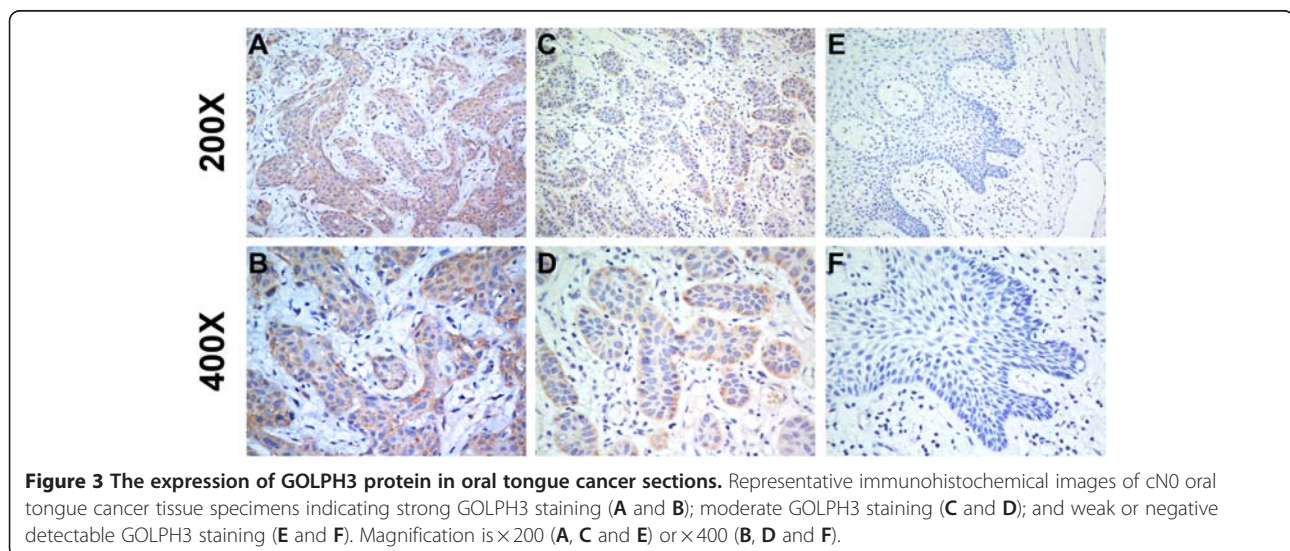 A
C
E
200X
B
D
F
400X
Figure 3 The expression of GOLPH3 protein in oral tongue cancer sections. Representative immunohistochemical images of cN0 oral
tongue cancer tissue specimens indicating strong GOLPH3 staining (A and B); moderate GOLPH3 staining (C and D); and weak or negative
detectable GOLPH3 staining (E and F). Magnification is × 200 (A, C and E) or × 400 (B, D and F).